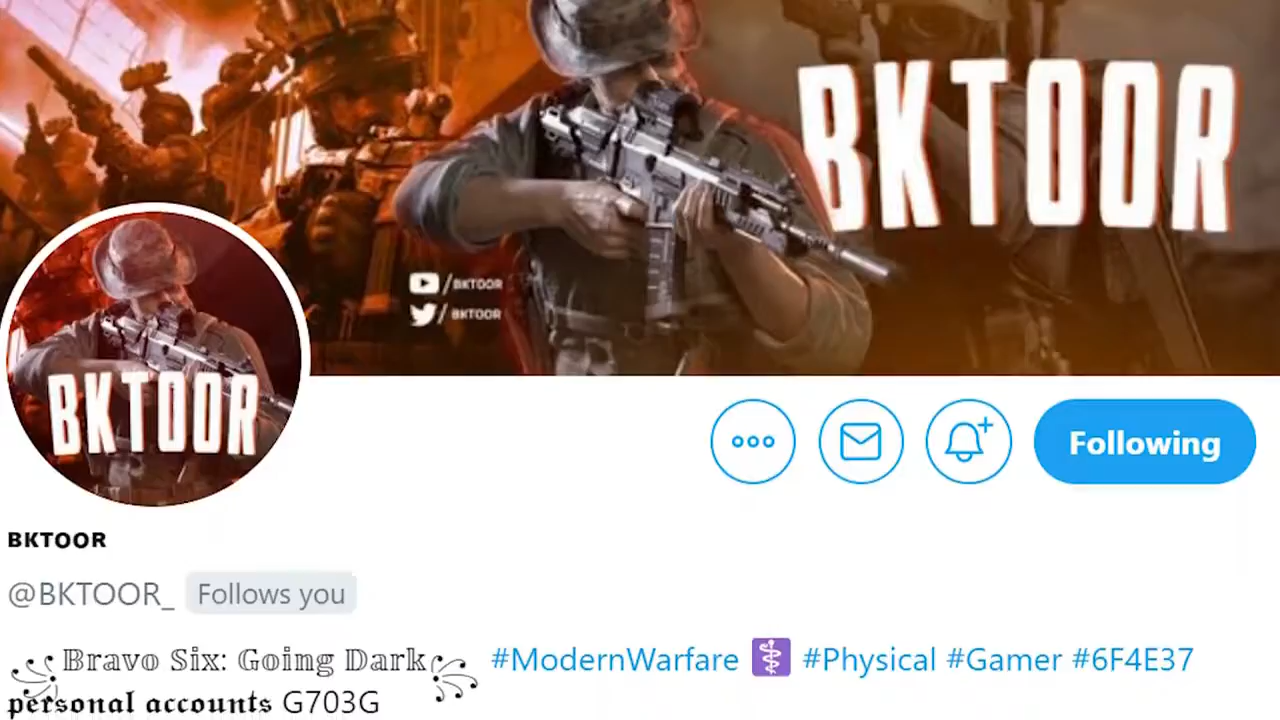 BKTOOR
/BKTOOR
/BKTOOR
BKTOOR
Following
BKTOOR
@BKTOOR_ Follows you
𝔹𝕣𝕒𝕧𝕠 𝕊𝕚𝕩: 𝔾𝕠𝕚𝕟𝕘 𝔻𝕒𝕣𝕜 #ModernWarfare ⚕️ #Physical #Gamer #6F4E37
𝖕𝖊𝖗𝖘𝖔𝖓𝖆𝖑 𝖆𝖈𝖈𝖔𝖚𝖓𝖙𝖘 G703G